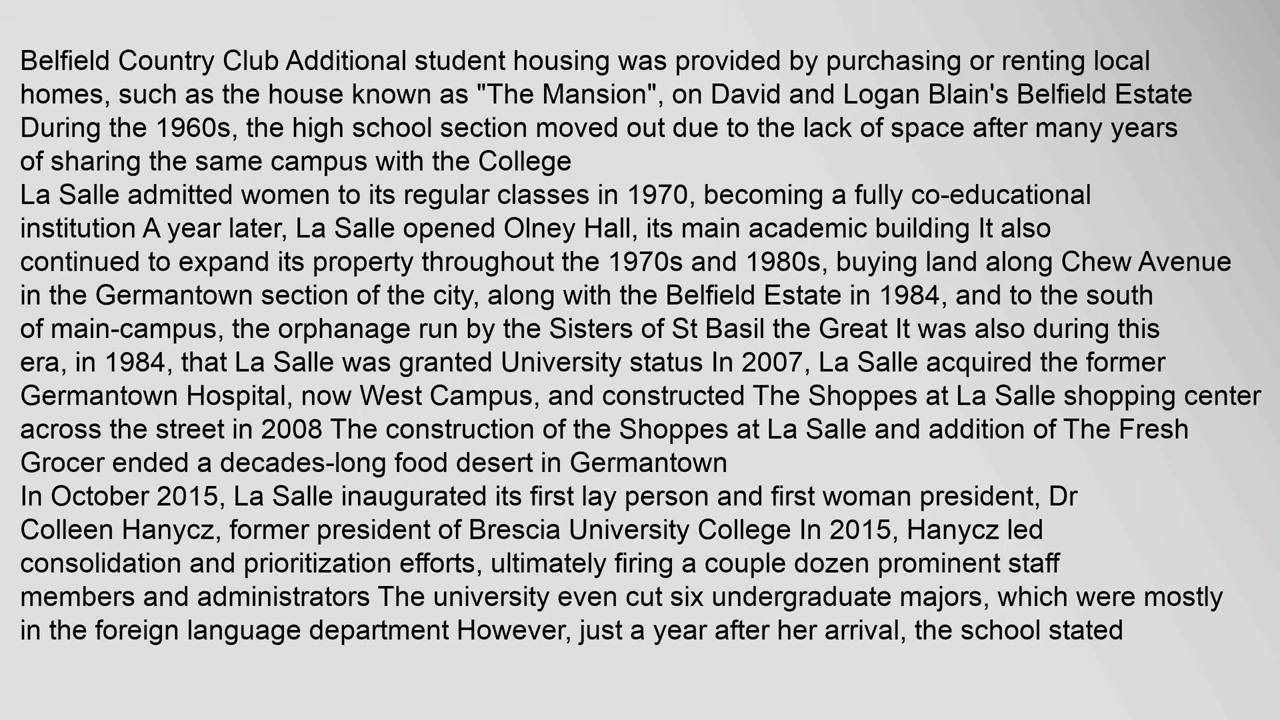 Belfield Country Club Additional student housing was provided by purchasing or renting local
homes, such as the house known as "The Mansion", on David and Logan Blain's Belfield Estate
During the 1960s, the high school section moved out due to the lack of space after many years
of sharing the same campus with the College
La Salle admitted women to its regular classes in 1970, becoming a fully co-educational
institution A year later, La Salle opened Olney Hall, its main academic building It also
continued to expand its property throughout the 1970s and 1980s, buying land along Chew Avenue
in the Germantown section of the city, along with the Belfield Estate in 1984, and to the south
of main-campus, the orphanage run by the Sisters of St Basil the Great It was also during this
era, in 1984, that La Salle was granted University status In 2007, La Salle acquired the former
Germantown Hospital, now West Campus, and constructed The Shoppes at La Salle shopping center
across the street in 2008 The construction of the Shoppes at La Salle and addition of The Fresh
Grocer ended a decades-long food desert in Germantown
In October 2015, La Salle inaugurated its first lay person and first woman president, Dr
Colleen Hanycz, former president of Brescia University College In 2015, Hanycz led
consolidation and prioritization efforts, ultimately firing a couple dozen prominent staff
members and administrators The university even cut six undergraduate majors, which were mostly
in the foreign language department However, just a year after her arrival, the school stated